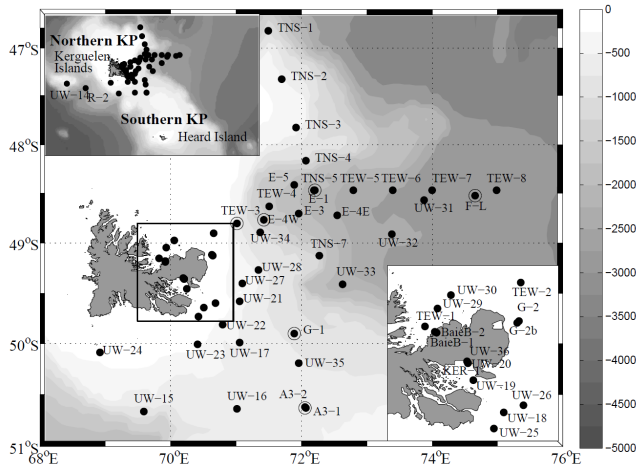 Northern KP
Kerguelen
Islands
UW-14
R-2
Southern KP
Heard Island
TNS-1
TNS-2
TNS-3
TNS-4
E-5
TNS-5
E-1
TEW-5
TEW-6
TEW-7
TEW-8
TEW-4
TEW-3
E-4W
E-3
E-4E
UW-31
F-L
UW-34
UW-32
TNS-7
UW-28
UW-27
UW-33
UW-21
UW-22
G-1
UW-24
UW-23
UW-17
UW-35
UW-15
UW-16
A3-2
A3-1
UW-30
TEW-2
UW-29
G-2
TEW-1
BaieB-2
G-2b
BaieB-1
UW-36
KER-1
UW-20
UW-19
UW-26
UW-18
UW-25
47°S
48°S
49°S
50°S
51°S
68°E
70°E
72°E
74°E
76°E
0
-500
-1000
-1500
-2000
-2500
-3000
-3500
-4000
-4500
-5000